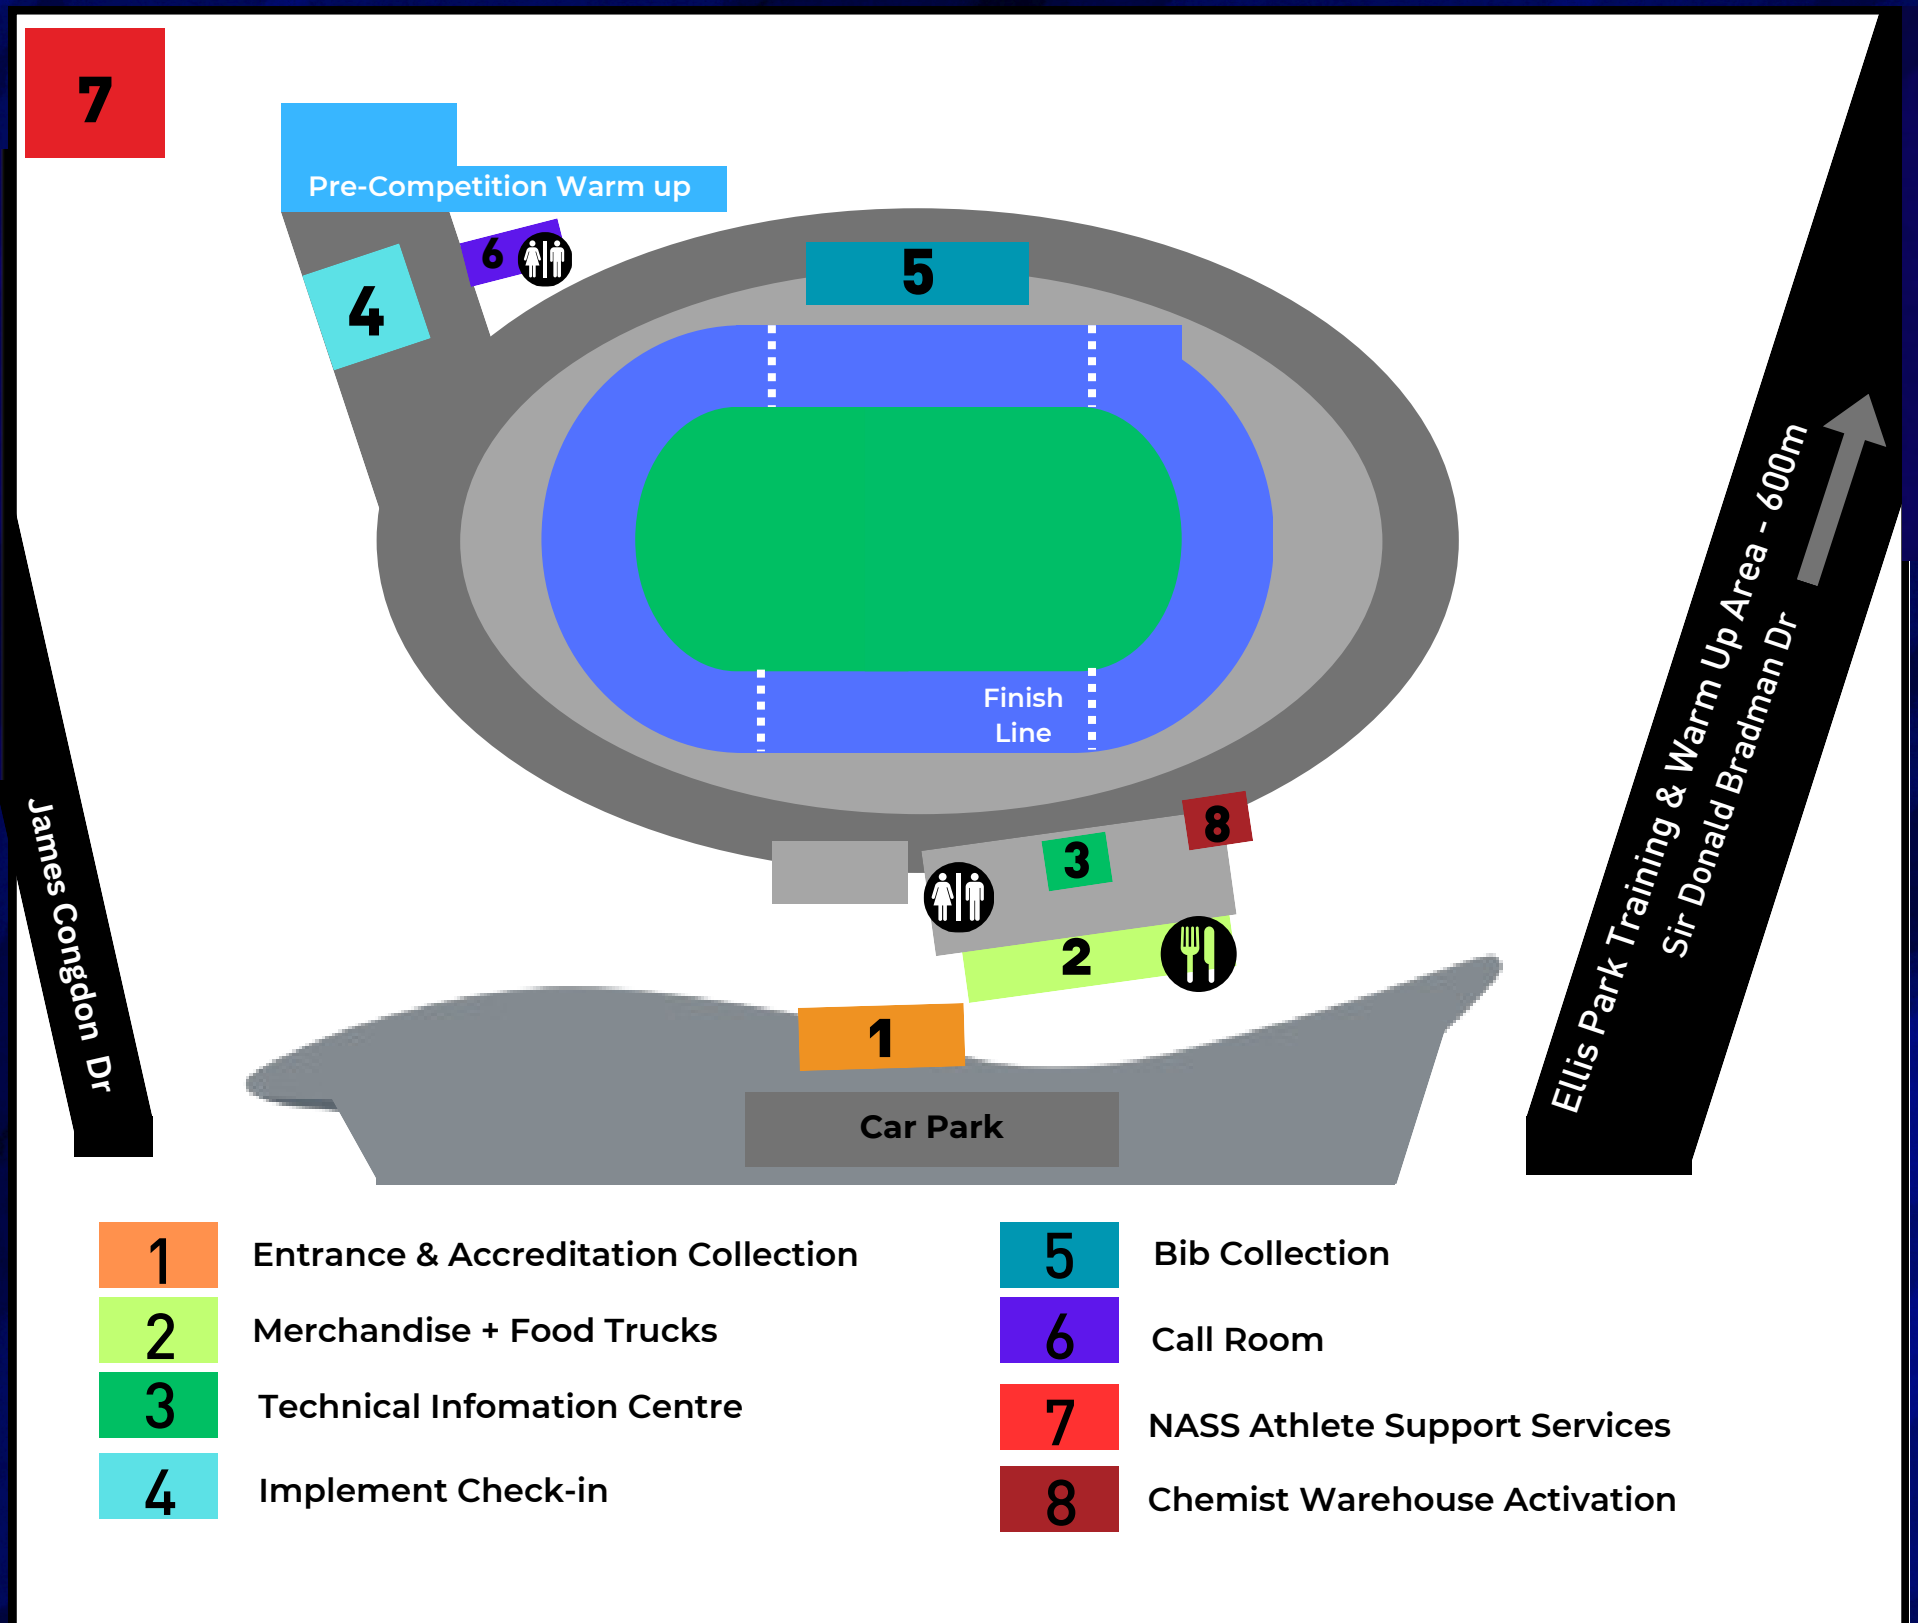 7
Pre-Competition Warm up
6
5
4
Finish
Line
8
3
2
1
Car Park
James Congdon Dr
Ellis Park Training & Warm Up Area - 600m
Sir Donald Bradman Dr
1 Entrance & Accreditation Collection
2 Merchandise + Food Trucks
3 Technical Infomation Centre
4 Implement Check-in
5 Bib Collection
6 Call Room
7 NASS Athlete Support Services
8 Chemist Warehouse Activation